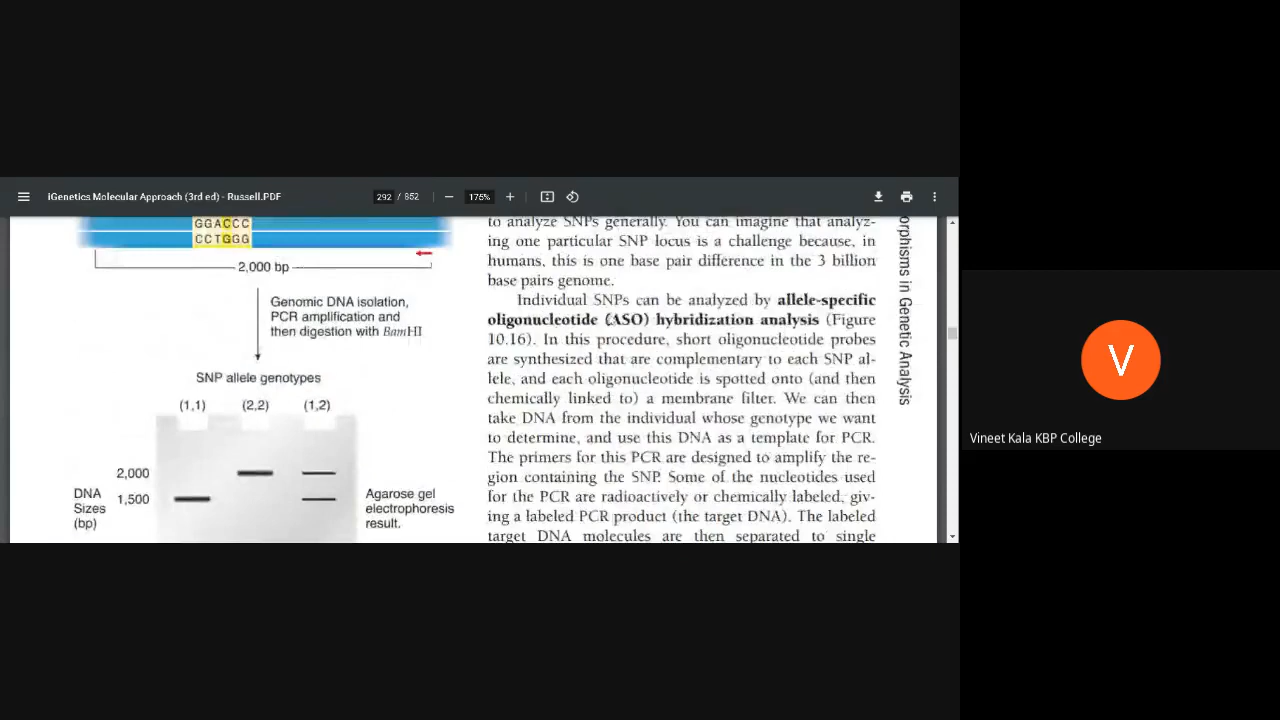 iGenetics Molecular Approach (3rd ed) - Russell.PDF
292 / 852
175%
GGACCC
CCTGGG
2,000 bp
Genomic DNA isolation,
PCR amplification and
then digestion with BamHI
SNP allele genotypes
(1,1) (2,2) (1,2)
2,000
1,500
DNA
Sizes
(bp)
Agarose gel
electrophoresis
result.
to analyze SNPs generally. You can imagine that analyz-
ing one particular SNP locus is a challenge because, in
humans, this is one base pair difference in the 3 billion
base pairs genome.
Individual SNPs can be analyzed by allele-specific
oligonucleotide (ASO) hybridization analysis (Figure
10.16). In this procedure, short oligonucleotide probes
are synthesized that are complementary to each SNP al-
lele, and each oligonucleotide is spotted onto (and then
chemically linked to) a membrane filter. We can then
take DNA from the individual whose genotype we want
to determine, and use this DNA as a template for PCR.
The primers for this PCR are designed to amplify the re-
gion containing the SNP. Some of the nucleotides used
for the PCR are radioactively or chemically labeled, giv-
ing a labeled PCR product (the target DNA). The labeled
target DNA molecules are then separated to single
orphisms in Genetic Analysis
V
Vineet Kala KBP College